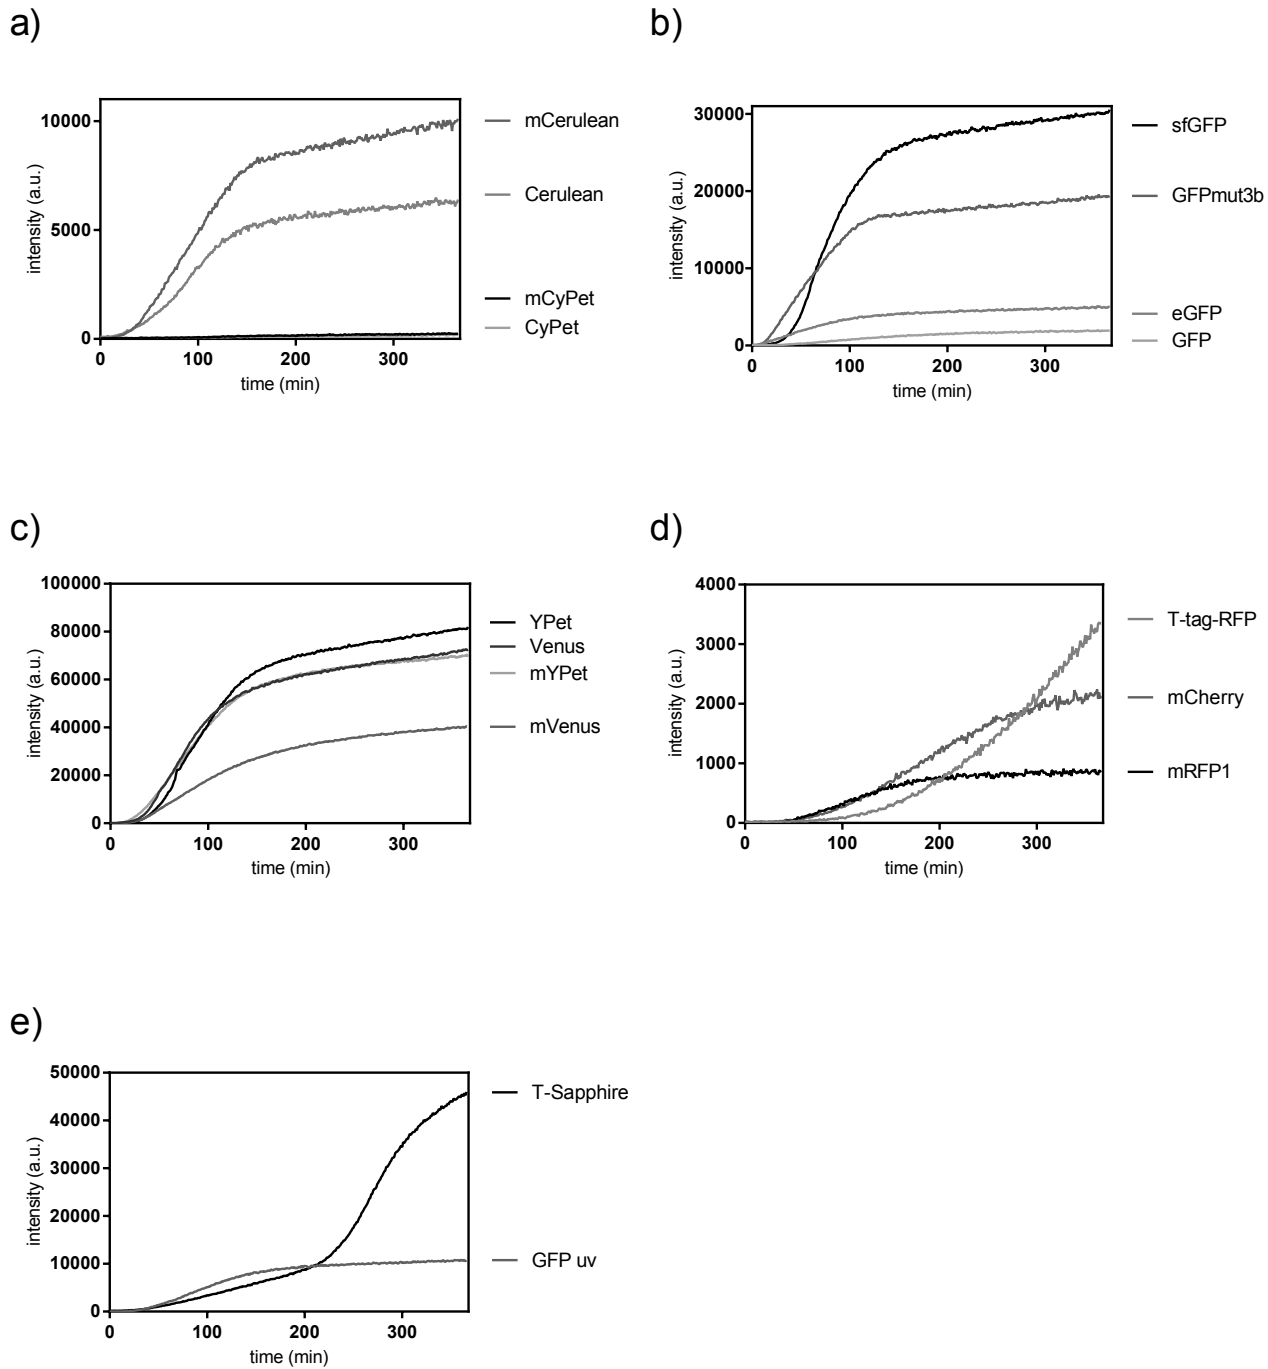 a)
10000
5000
0
0
100
200
300
intensity (a.u.)
time (min)
mCerulean
Cerulean
mCyPet
CyPet
b)
30000
20000
10000
0
0
100
200
300
intensity (a.u.)
time (min)
sfGFP
GFPmut3b
eGFP
GFP
c)
100000
80000
60000
40000
20000
0
0
100
200
300
intensity (a.u.)
time (min)
YPet
Venus
mYPet
mVenus
d)
4000
3000
2000
1000
0
0
100
200
300
intensity (a.u.)
time (min)
T-tag-RFP
mCherry
mRFP1
e)
50000
40000
30000
20000
10000
0
0
100
200
300
intensity (a.u.)
time (min)
T-Sapphire
GFP uv